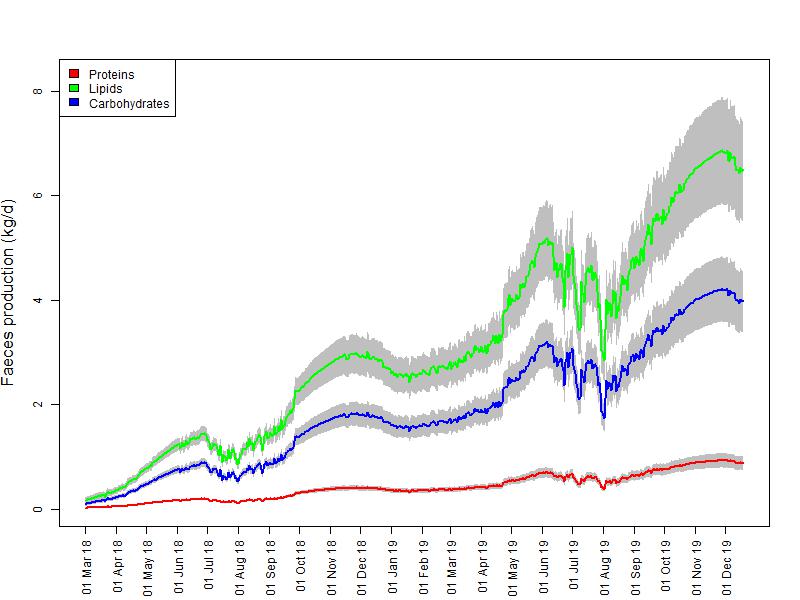 Proteins
Lipids
Carbohydrates
Faeces production (kg/d)
8
6
4
2
0
01 Mar 18
01 Apr 18
01 May 18
01 Jun 18
01 Jul 18
01 Aug 18
01 Sep 18
01 Oct 18
01 Nov 18
01 Dec 18
01 Jan 19
01 Feb 19
01 Mar 19
01 Apr 19
01 May 19
01 Jun 19
01 Jul 19
01 Aug 19
01 Sep 19
01 Oct 19
01 Nov 19
01 Dec 19